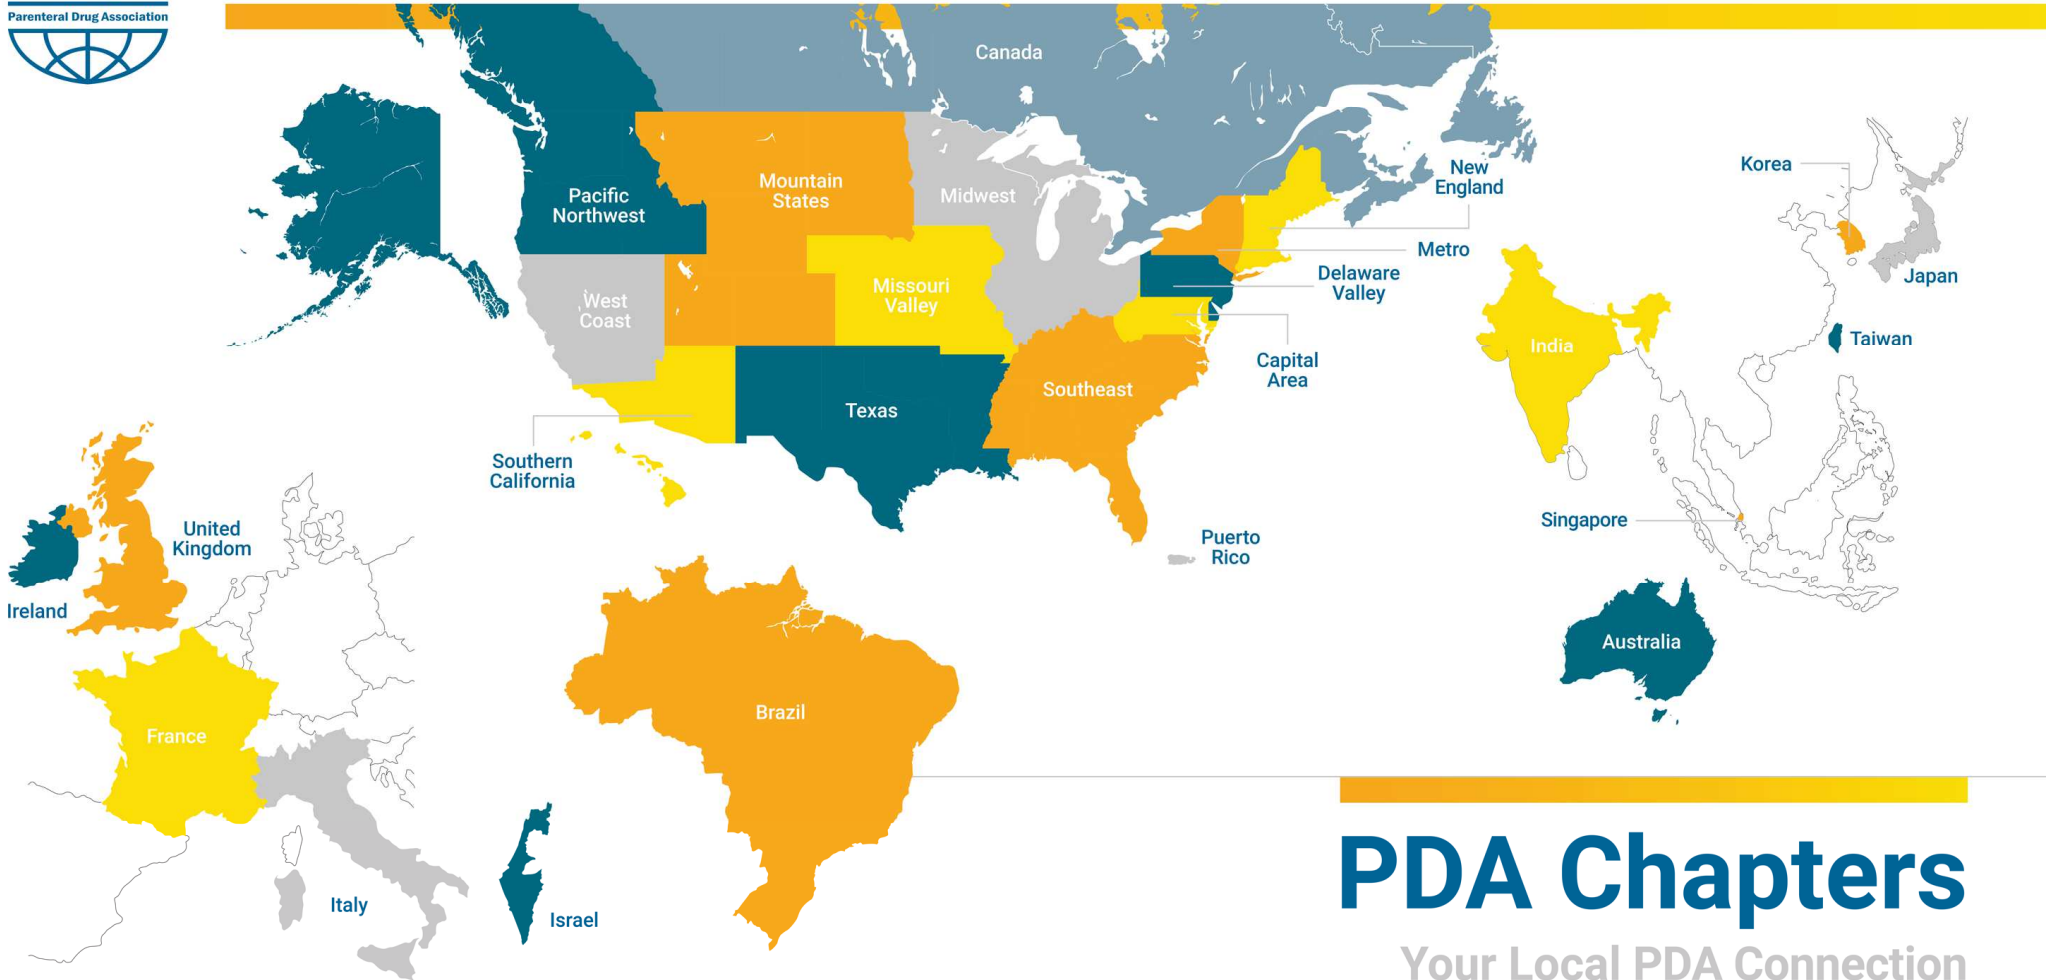 Parenteral Drug Association
Canada
New
England
Korea
Pacific
Northwest
Mountain
States
Midwest
Metro
Japan
Delaware
Valley
West
Coast
Missouri
Valley
Capital
Area
India
Taiwan
Southeast
Texas
Southern
California
Singapore
United
Kingdom
Puerto
Rico
Ireland
Australia
France
Brazil
Italy
Israel
PDA Chapters
Your Local PDA Connection